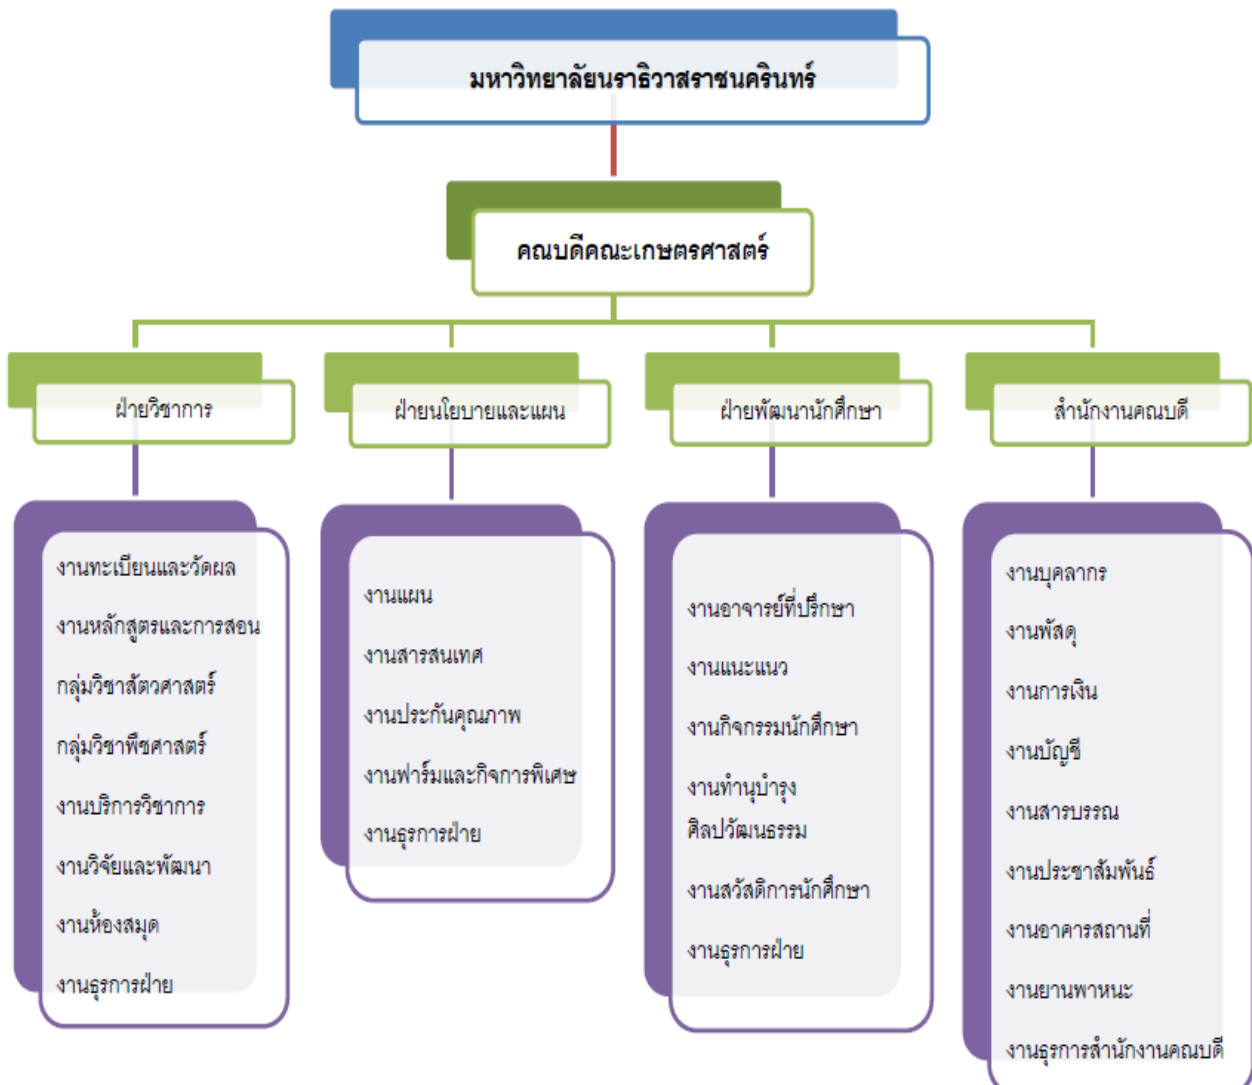 มหาวิทยาลัยนราธิวาสราชนครินทร์
คณบดีคณะเกษตรศาสตร์
ฝ่ายวิชาการ
ฝ่ายนโยบายและแผน
ฝ่ายพัฒนานักศึกษา
สำนักงานคณบดี
งานทะเบียนและวัดผล
งานหลักสูตรและการสอน
กลุ่มวิชาสัตวศาสตร์
กลุ่มวิชาพืชศาสตร์
งานบริการวิชาการ
งานวิจัยและพัฒนา
งานห้องสมุด
งานธุรการฝ่าย
งานแผน
งานสารสนเทศ
งานประกันคุณภาพ
งานฟาร์มและกิจการพิเศษ
งานธุรการฝ่าย
งานอาจารย์ที่ปรึกษา
งานแนะแนว
งานกิจกรรมนักศึกษา
งานทำนุบำรุง
ศิลปวัฒนธรรม
งานสวัสดิการนักศึกษา
งานธุรการฝ่าย
งานบุคลากร
งานพัสดุ
งานการเงิน
งานบัญชี
งานสารบรรณ
งานประชาสัมพันธ์
งานอาคารสถานที่
งานยานพาหนะ
งานธุรการสำนักงานคณบดี